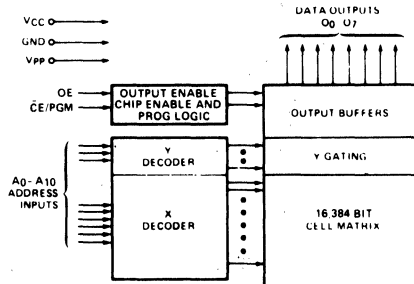 VCC
GND
VPP
DATA OUTPUTS
O0 O7
OE
CE/PGM
OUTPUT ENABLE
CHIP ENABLE AND
PROG LOGIC
OUTPUT BUFFERS
A0-A10
ADDRESS
INPUTS
Y
DECODER
Y GATING
X
DECODER
16,384 BIT
CELL MATRIX